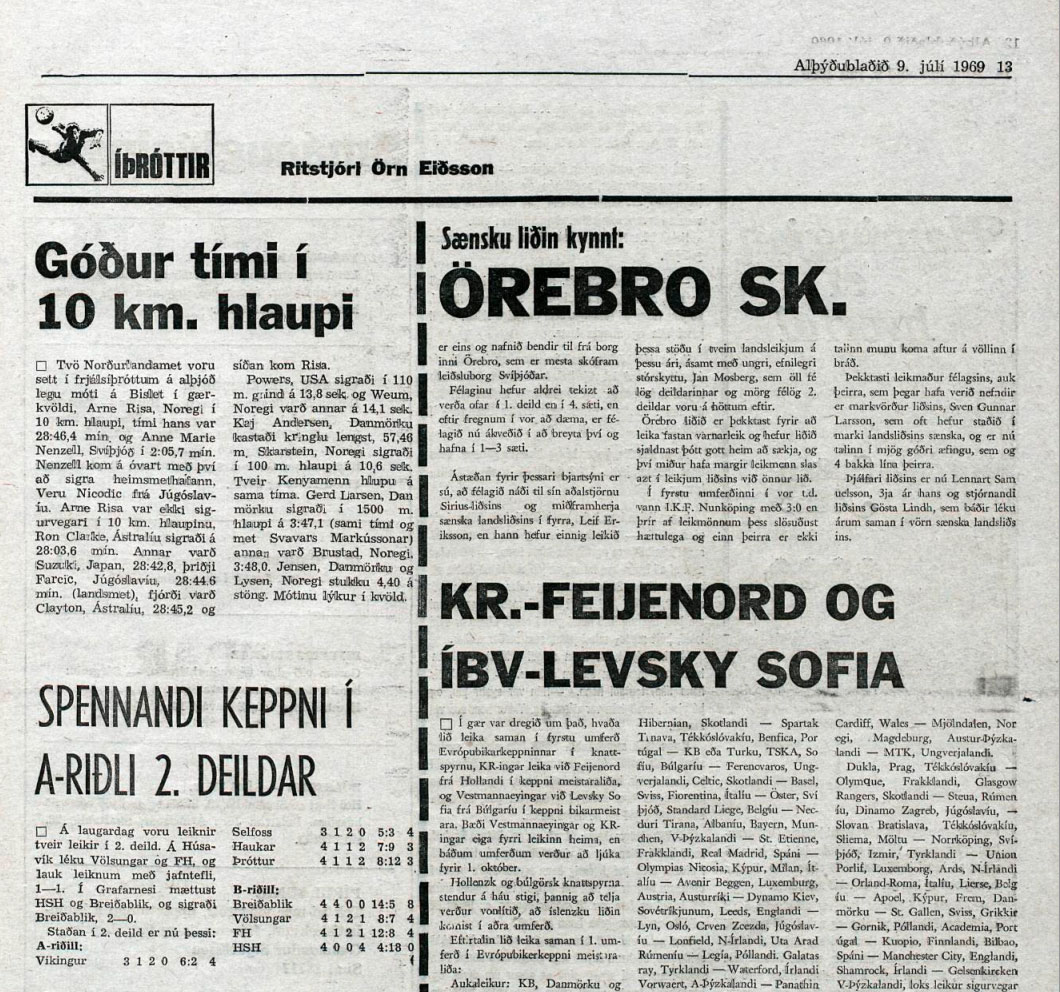 Alþýðublaðið 9. júlí 1969 13
ÍÞRÓTTIR
Ritstjóri Örn Eiðsson
Góður tími í
10 km. hlaupi
□ Tvö Norðurlandamet voru
sett í frjálsíþróttum á alþjóð
legu móti á Bislet í gær-
kvöldi, Arne Risa, Noregi í
10 km. hlaupi, tími hans var
28:46,4 mín. og Anne Marie
Nenzell, Svíþjóð í 2:05,7 mín.
Nenzell kom á óvart með því
að sigra heimsmethafann,
Veru Nicodic frá Júgóslav-
íu. Arne Risa var ekki sig-
urvegari í 10 km. hlaupinu,
Ron Clarke, Ástralíu sigraði á
28:03,6 mín. Annar varð
Suzuki, Japan, 28:42,8, þriðji
Farcic, Júgóslavíu, 28:44.6
mín. (landsmet), fjórði varð
Clayton, Ástralíu, 28:45,2 og
síðan kom Risa.
Powers, USA sigraði í 110
m. grind á 13,8 sek. og Weum,
Noregi varð annar á 14,1 sek.
Kaj Andersen, Danmörku
kastaði kringlu lengst, 57,46
m. Skarstein, Noregi sigraði
í 100 m. hlaupi á 10,6 sek.
Tveir Kenyamenn hlupu á
sama tíma. Gerd Larsen, Dan
mörku sigraði í 1500 m.
hlaupi á 3:47,1 (sami tími og
met Svavars Markússonar)
annan varð Brustad, Noregi,
3:48,0. Jensen, Danmörku og
Lysen, Noregi stukku 4,40 á
stöng. Mótinu lýkur í kvöld.
SPENNANDI KEPPNI Í
A-RIÐLI 2. DEILDAR
□ Á laugardag voru leiknir
tveir leikir í 2. deild. Á Húsa-
vík léku Völsungar og FH, og
lauk leiknum með jafntefli,
1—1. Í Grafarnesi mættust
HSH og Breiðablik, og sigraði
Breiðablik, 2—0.
Staðan í 2. deild er nú þessi:
A-riðill:
Víkingur 3 1 2 0 6:2 4
Selfoss 3 1 2 0 5:3 4
Haukar 4 1 1 2 7:9 3
Þróttur 4 1 1 2 8:12 3
B-riðill:
Breiðablik 4 4 0 0 14:5 8
Völsungar 4 1 2 1 8:7 4
FH 4 1 2 1 12:8 4
HSH 4 0 0 4 4:18 0
Sænsku liðin kynnt:
ÖREBRO SK.
er eins og nafnið bendir til frá borg
inni Örebro, sem er mesta skófram
leiðsluborg Svíþjóðar.
Félaginu hefur aldrei tekizt að
verða ofar í 1. deild en í 4. sæti, en
eftir fregnum í vor að dæma, er fé-
lagið nú ákveðið í að breyta því og
hafna í 1—3 sæti.
Ástæðan fyrir þessari bjartsýni er
sú, að félagið náði til sín aðalstjörnu
Sirius-liðsins og miðframherja
sænska landsliðsins í fyrra, Leif Er-
iksson, en hann hefur einnig leikið
þessa stöðu í tveim landsleikjum á
þessu ári, ásamt með ungri, efnilegri
stórskyttu, Jan Mosberg, sem öll fé
lög deildarinnar og mörg félög 2.
deildar voru á höttum eftir.
Örebro liðið er þekktast fyrir að
leika fastan varnarleik og hefur liðið
sjaldnast þótt gott heim að sækja, og
því miður hafa margir leikmenn slas
azt í leikjum liðsins við önnur lið.
Í fyrstu umferðinni í vor t.d.
vann I.K.F. Nunköping með 3:0 en
þrír af leikmönnum þess slösuðust
hættulega og einn þeirra er ekki
talinn munu koma aftur á völlinn í
bráð.
Þekktasti leikmaður félagsins, auk
þeirra, sem þegar hafa verið nefndir
er markvörður liðsins, Sven Gunnar
Larsson, sem oft hefur staðið í
marki landsliðsins sænska, og er nú
talinn í mjög góðri æfingu, sem og
4 bakka lína þeirra.
Þjálfari liðsins er nú Lennart Sam
uelsson, 3ja ár hans og stjórnandi
liðsins Gösta Lindh, sem báðir léku
árum saman í vörn sænska landsliðs
ins.
KR.-FEIJENORD OG
ÍBV-LEVSKY SOFIA
□ Í gær var dregið um það, hvaða
lið leika saman í fyrstu umferð
Evrópubikarkeppninnar í knatt-
spyrnu, KR-ingar leika við Feijenord
frá Hollandi í keppni meistaraliða,
og Vestmannaeyingar við Levsky So
fia frá Búlgaríu í keppni bikarmeist
ara. Bæði Vestmannaeyingar og KR-
ingar eiga fyrri leikinn heima, en
báðum umferðum verður að ljúka
fyrir 1. október.
Hollenzk og búlgörsk knattspyrna
stendur á háu stigi, þannig að telja
verður vonlítið, að íslenzku liðin
komist í aðra umferð.
Eftirtalin lið leika saman í 1. um-
ferð í Evrópubikerkeppni meistara-
liða:
Aukaleikur: KB, Danmörku og
Hibernian, Skotlandi — Spartak
Trnava, Tékkóslóvakíu, Benfica, Por
túgal — KB eða Turku, TSKA, So
fíu, Búlgaríu — Ferencvaros, Ung-
verjalandi, Celtic, Skotlandi — Basel,
Sviss, Fiorentina, Ítalíu — Öster, Sví
þjóð, Standard Liege, Belgíu — Nec-
duri Tirana, Albaníu, Bayern, Mun-
chen, V-Þýzkalandi — St. Etienne,
Frakklandi, Real Madrid, Spáni —
Olympias Nicosia, Kýpur, Mílan, Ít-
alíu — Avenir Beggen, Luxemburg,
Austria, Austurríki — Dynamo Kiev,
Sovétríkjunum, Leeds, Englandi —
Lyn, Osló, Crven Zcezda, Júgóslav-
íu — Lonfield, N-Írlandi, Uta Arad
Rúmeníu — Legía, Póllandi. Galatas
ray, Tyrklandi — Waterford, Írlandi
Vorwaert, A-Þýzkalandi — Panathin
Cardiff, Wales — Mjölndalen, Nor
egi, Magdeburg, Austur-Þýzka-
landi — MTK, Ungverjalandi.
Dukla, Prag, Tékkóslóvakíu —
Olymque, Frakklandi, Glasgow
Rangers, Skotlandi — Steua, Rúmen
íu, Dinamo Zagreb, Júgóslavíu, —
Slovan Bratislava, Tékkóslóvakíu,
Sliema, Möltu — Norrköping, Sví-
þjóð, Izmir, Tyrklandi — Union
Porlif, Luxemborg, Ards, N-Írlandi
— Orland-Roma, Ítalíu, Lierse, Belg
íu — Apoel, Kýpur, Frem, Dan-
mörku — St. Gallen, Sviss, Grikkir
— Gornik, Póllandi, Academia, Port
úgal — Kuopio, Finnlandi, Bilbao,
Spáni — Manchester City, Englandi,
Shamrock, Írlandi — Gelsenkircken
V-Þýzkalandi, loks leikur sigurvegar